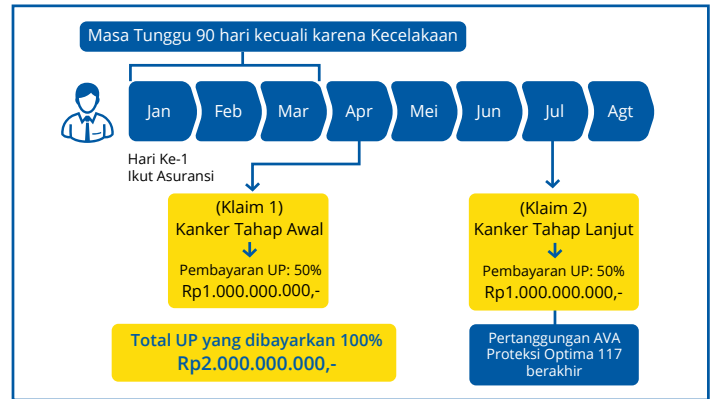 Masa Tunggu 90 hari kecuali karena Kecelakaan
Jan Feb Mar Apr Mei Jun Jul Agt
Hari Ke-1
Ikut Asuransi
(Klaim 1)
Kanker Tahap Awal
Pembayaran UP: 50%
Rp1.000.000.000,-
(Klaim 2)
Kanker Tahap Lanjut
Pembayaran UP: 50%
Rp1.000.000.000,-
Total UP yang dibayarkan 100%
Rp2.000.000.000,-
Pertanggungan AVA
Proteksi Optima 117
berakhir